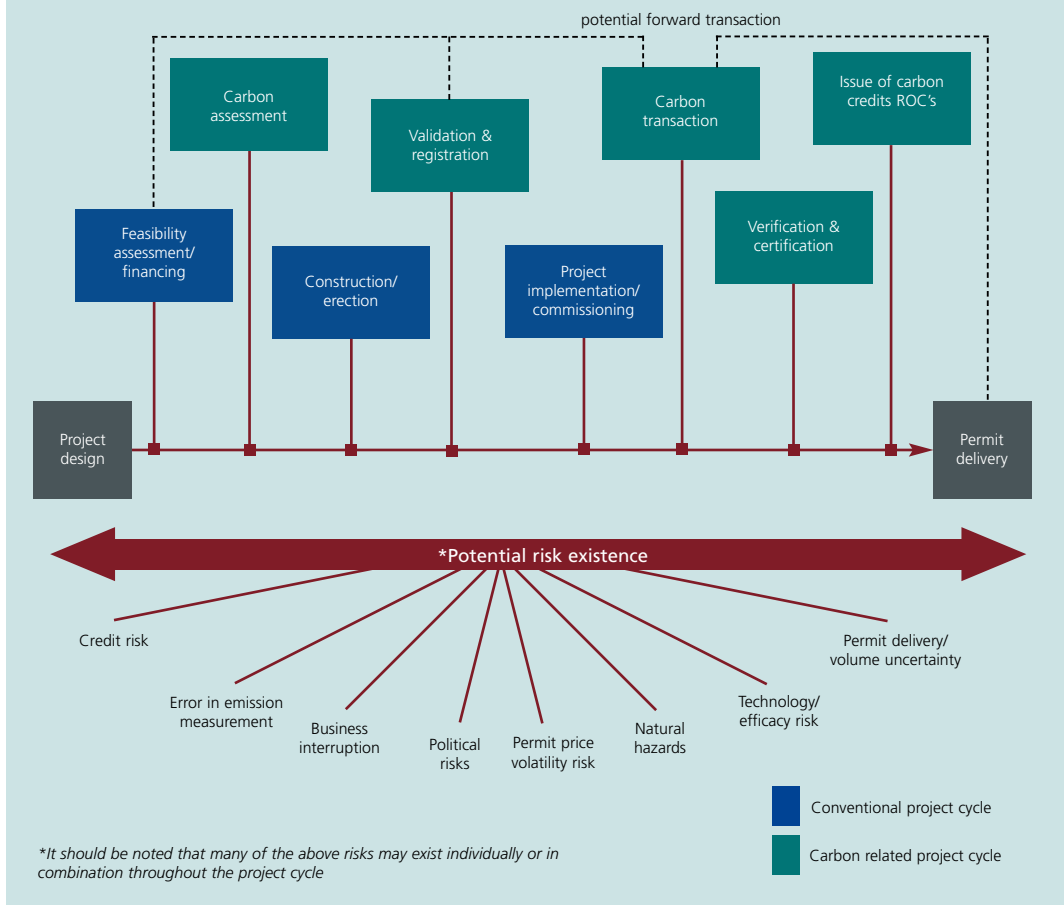 potential forward transaction
Carbon
assessment
Validation &
registration
Carbon
transaction
Issue of carbon
credits ROC's
Feasibility
assessment/
financing
Construction/
erection
Project
implementation/
commissioning
Verification &
certification
Project
design
Permit
delivery
*Potential risk existence
Credit risk
Error in emission
measurement
Business
interruption
Political
risks
Permit price
volatility risk
Natural
hazards
Technology/
efficacy risk
Permit delivery/
volume uncertainty
Conventional project cycle
Carbon related project cycle
*It should be noted that many of the above risks may exist individually or in
combination throughout the project cycle